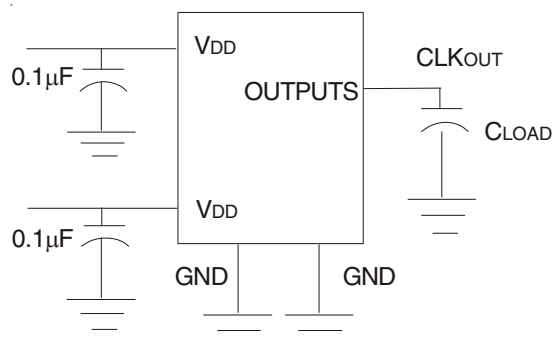 VDD
CLKOUT
0.1μF
OUTPUTS
CLOAD
VDD
0.1μF
GND
GND